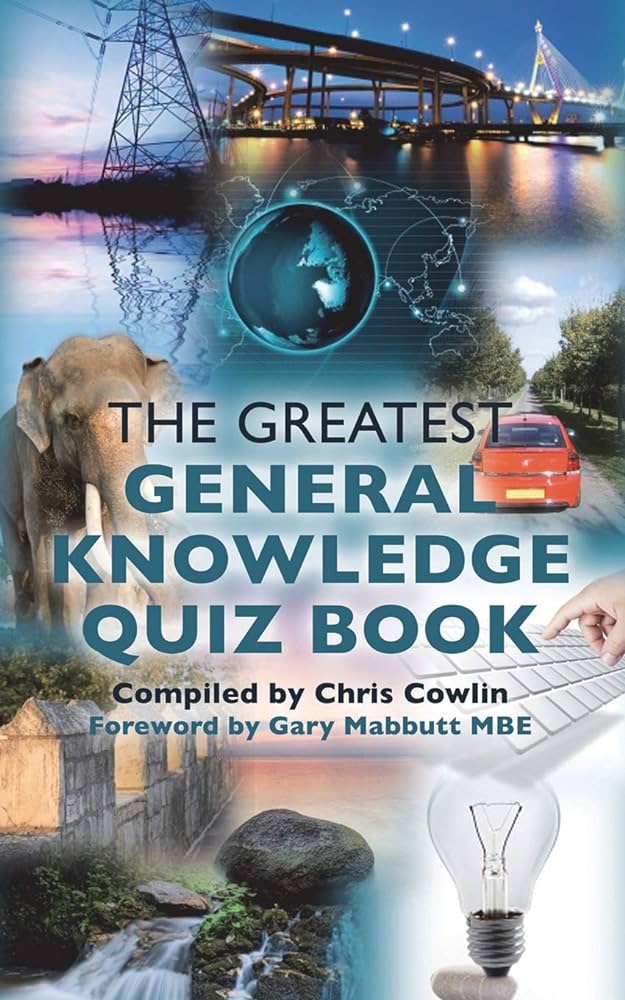 THE GREATEST
GENERAL
KNOWLEDGE
QUIZ BOOK
Compiled by Chris Cowlin
Foreword by Gary Mabbutt MBE